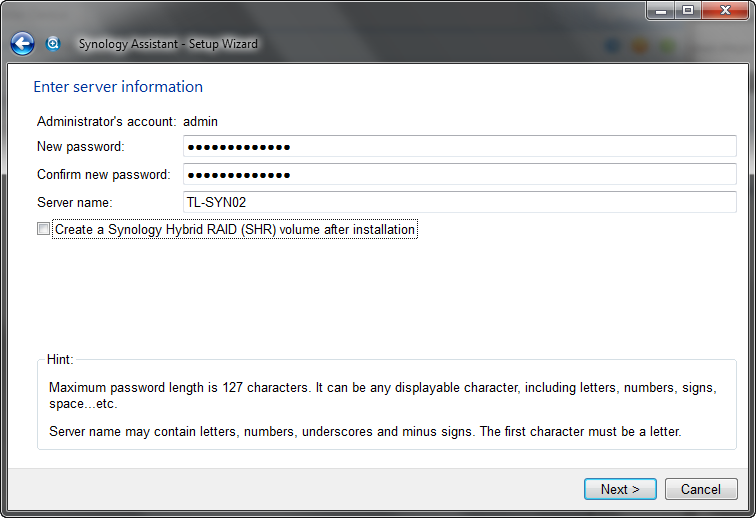 Synology Assistant - Setup Wizard
Enter server information
Administrator's account: admin
New password: ●●●●●●●●●●●●●
Confirm new password: ●●●●●●●●●●●●●
Server name: TL-SYN02
Create a Synology Hybrid RAID (SHR) volume after installation
Hint:
Maximum password length is 127 characters. It can be any displayable character, including letters, numbers, signs,
space...etc.
Server name may contain letters, numbers, underscores and minus signs. The first character must be a letter.
Next > Cancel